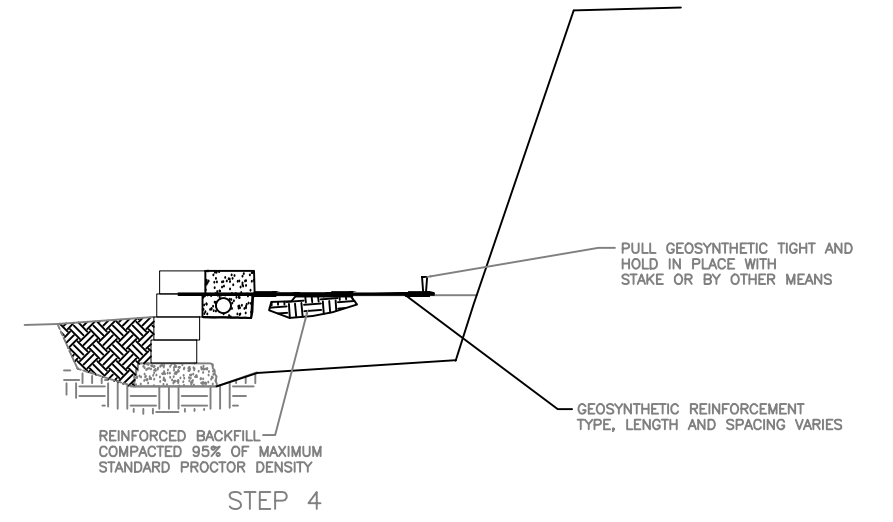 PULL GEOSYNTHETIC TIGHT AND
HOLD IN PLACE WITH
STAKE OR BY OTHER MEANS
GEOSYNTHETIC REINFORCEMENT
TYPE, LENGTH AND SPACING VARIES
REINFORCED BACKFILL
COMPACTED 95% OF MAXIMUM
STANDARD PROCTOR DENSITY
STEP 4